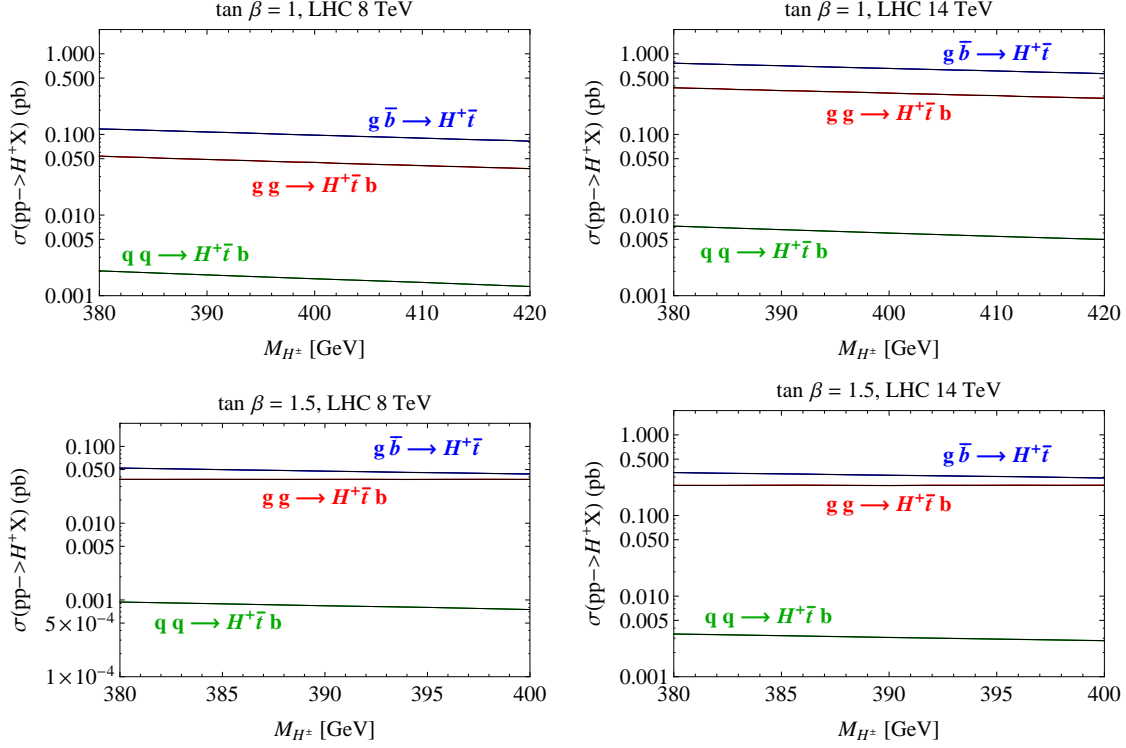 tan β = 1, LHC 8 TeV
σ(pp−>H⁺X) (pb)
1.000
0.500
0.100
0.050
0.010
0.005
0.001
g b̄ ⟶ H⁺t̄
g g ⟶ H⁺t̄ b
q q ⟶ H⁺t̄ b
380 390 400 410 420
M_H± [GeV]
tan β = 1, LHC 14 TeV
σ(pp−>H⁺X) (pb)
1.000
0.500
0.100
0.050
0.010
0.005
0.001
g b̄ ⟶ H⁺t̄
g g ⟶ H⁺t̄ b
q q ⟶ H⁺t̄ b
380 390 400 410 420
M_H± [GeV]
tan β = 1.5, LHC 8 TeV
σ(pp−>H⁺X) (pb)
0.100
0.050
0.010
0.005
0.001
5×10⁻⁴
1×10⁻⁴
g b̄ ⟶ H⁺t̄
g g ⟶ H⁺t̄ b
q q ⟶ H⁺t̄ b
380 385 390 395 400
M_H± [GeV]
tan β = 1.5, LHC 14 TeV
σ(pp−>H⁺X) (pb)
1.000
0.500
0.100
0.050
0.010
0.005
0.001
g b̄ ⟶ H⁺t̄
g g ⟶ H⁺t̄ b
q q ⟶ H⁺t̄ b
380 385 390 395 400
M_H± [GeV]